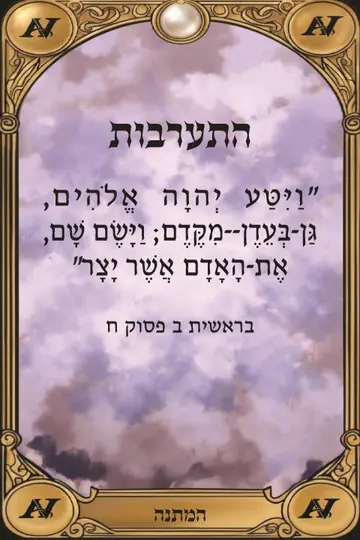 התערבות
"וַיִּטַּע יְהוָה אֱלֹהִים,
גַּן-בְּעֵדֶן--מִקֶּדֶם; וַיָּשֶׂם שָׁם,
אֶת-הָאָדָם אֲשֶׁר יָצָר"
בראשית ב פסוק ח
המתנה